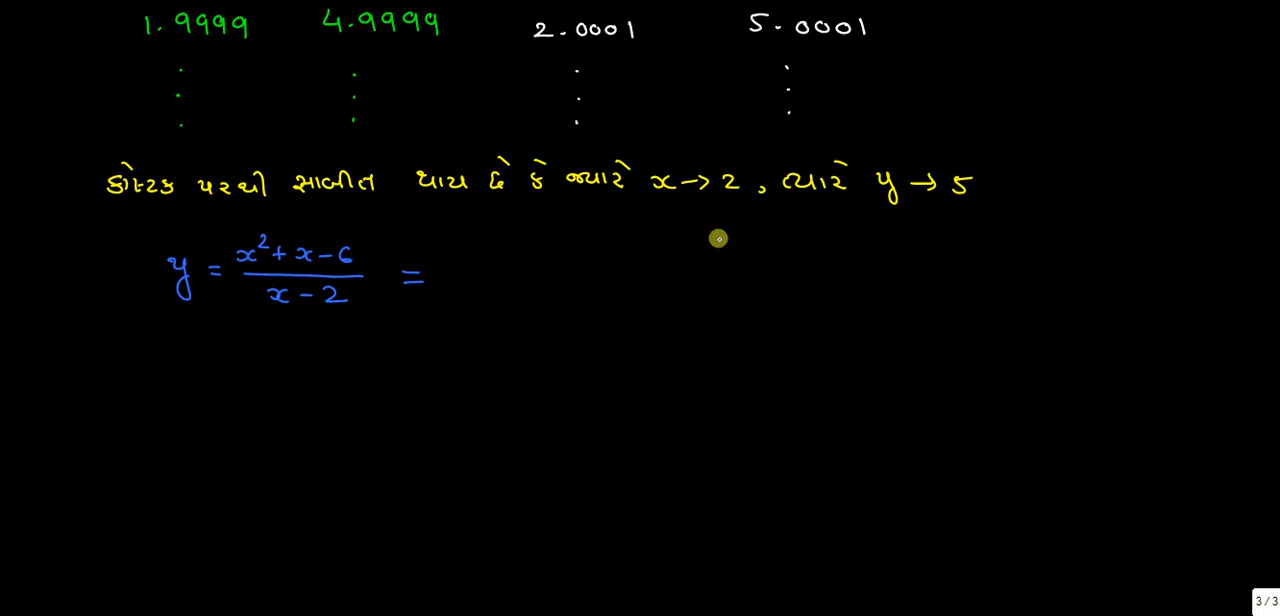 1.9999 4.9999 2.0001 5.0001
કોષ્ટક પરથી સાબીત થાય છે કે જ્યારે x→2, ત્યારે y→5
y = (x²+x-6)/(x-2) =
3/3